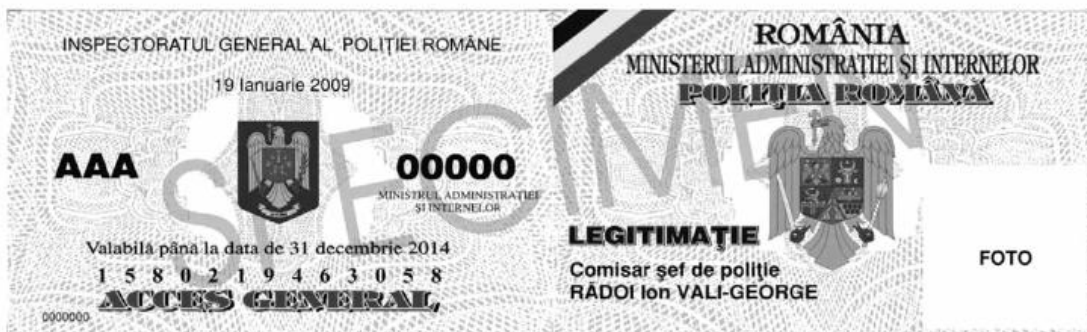 INSPECTORATUL GENERAL AL POLIȚIEI ROMÂNE
19 Ianuarie 2009
AAA
00000
MINISTRUL ADMINISTRAȚIEI
ȘI INTERNELOR
Valabilă până la data de 31 decembrie 2014
1 5 8 0 2 1 9 4 6 3 0 5 8
ACCES GENERAL
0000000
ROMÂNIA
MINISTERUL ADMINISTRAȚIEI ȘI INTERNELOR
POLIȚIA ROMÂNĂ
LEGITIMAȚIE
Comisar șef de poliție
RĂDOI Ion VALI-GEORGE
FOTO
SPECIMEN